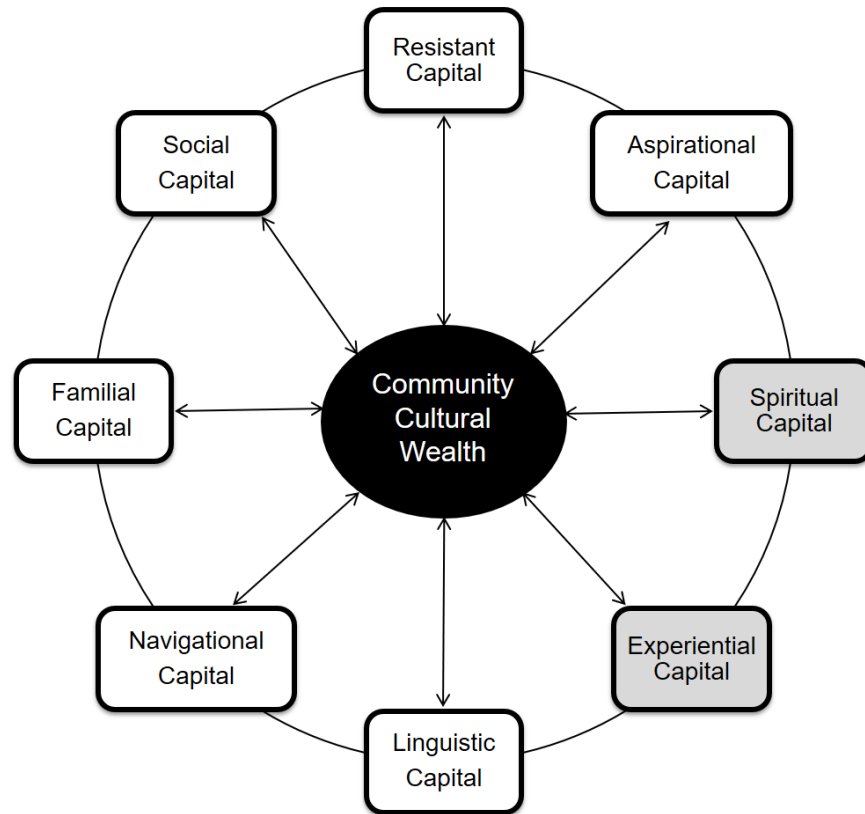 Resistant
Capital
Social
Capital
Aspirational
Capital
Familial
Capital
Community
Cultural
Wealth
Spiritual
Capital
Navigational
Capital
Experiential
Capital
Linguistic
Capital